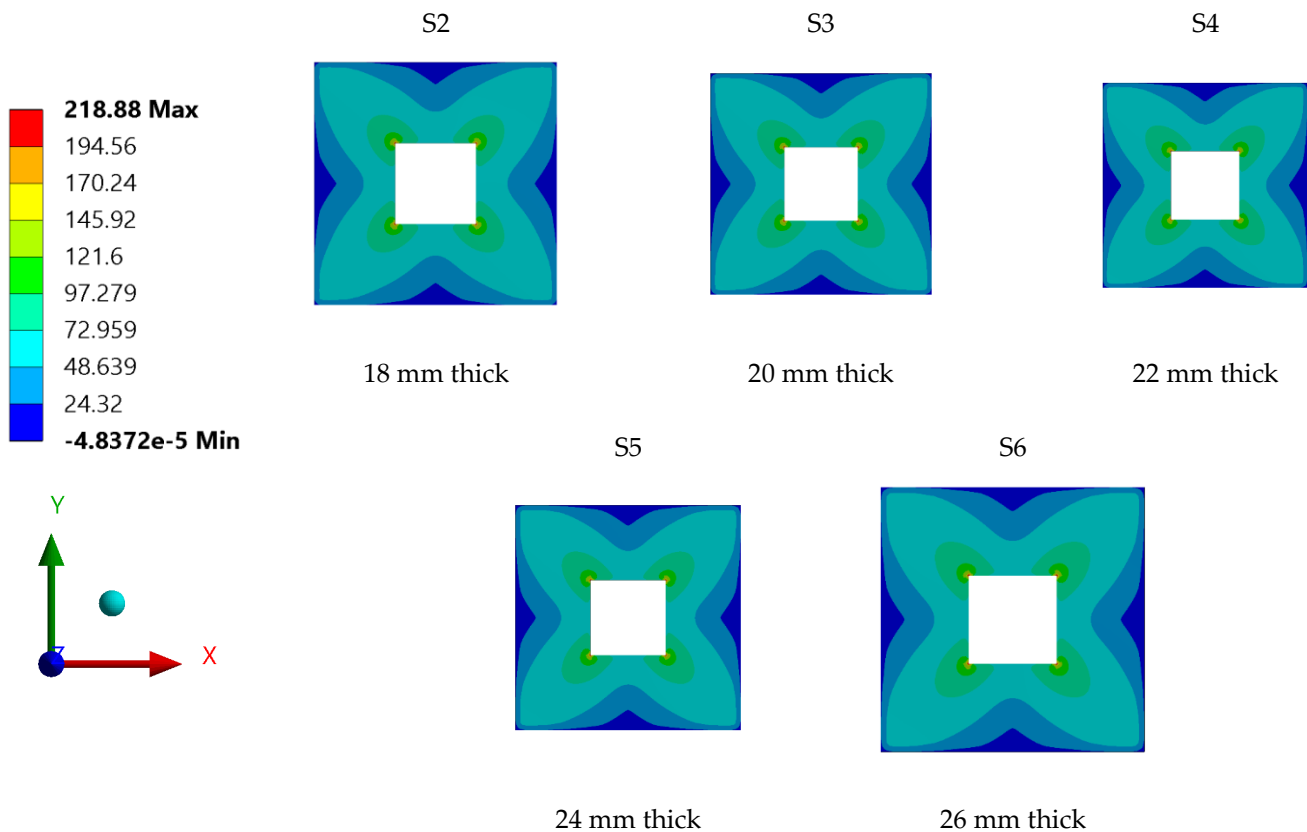 S2
S3
S4
218.88 Max
194.56
170.24
145.92
121.6
97.279
72.959
48.639
24.32
-4.8372e-5 Min
18 mm thick
20 mm thick
22 mm thick
S5
S6
Y
Z
X
24 mm thick
26 mm thick